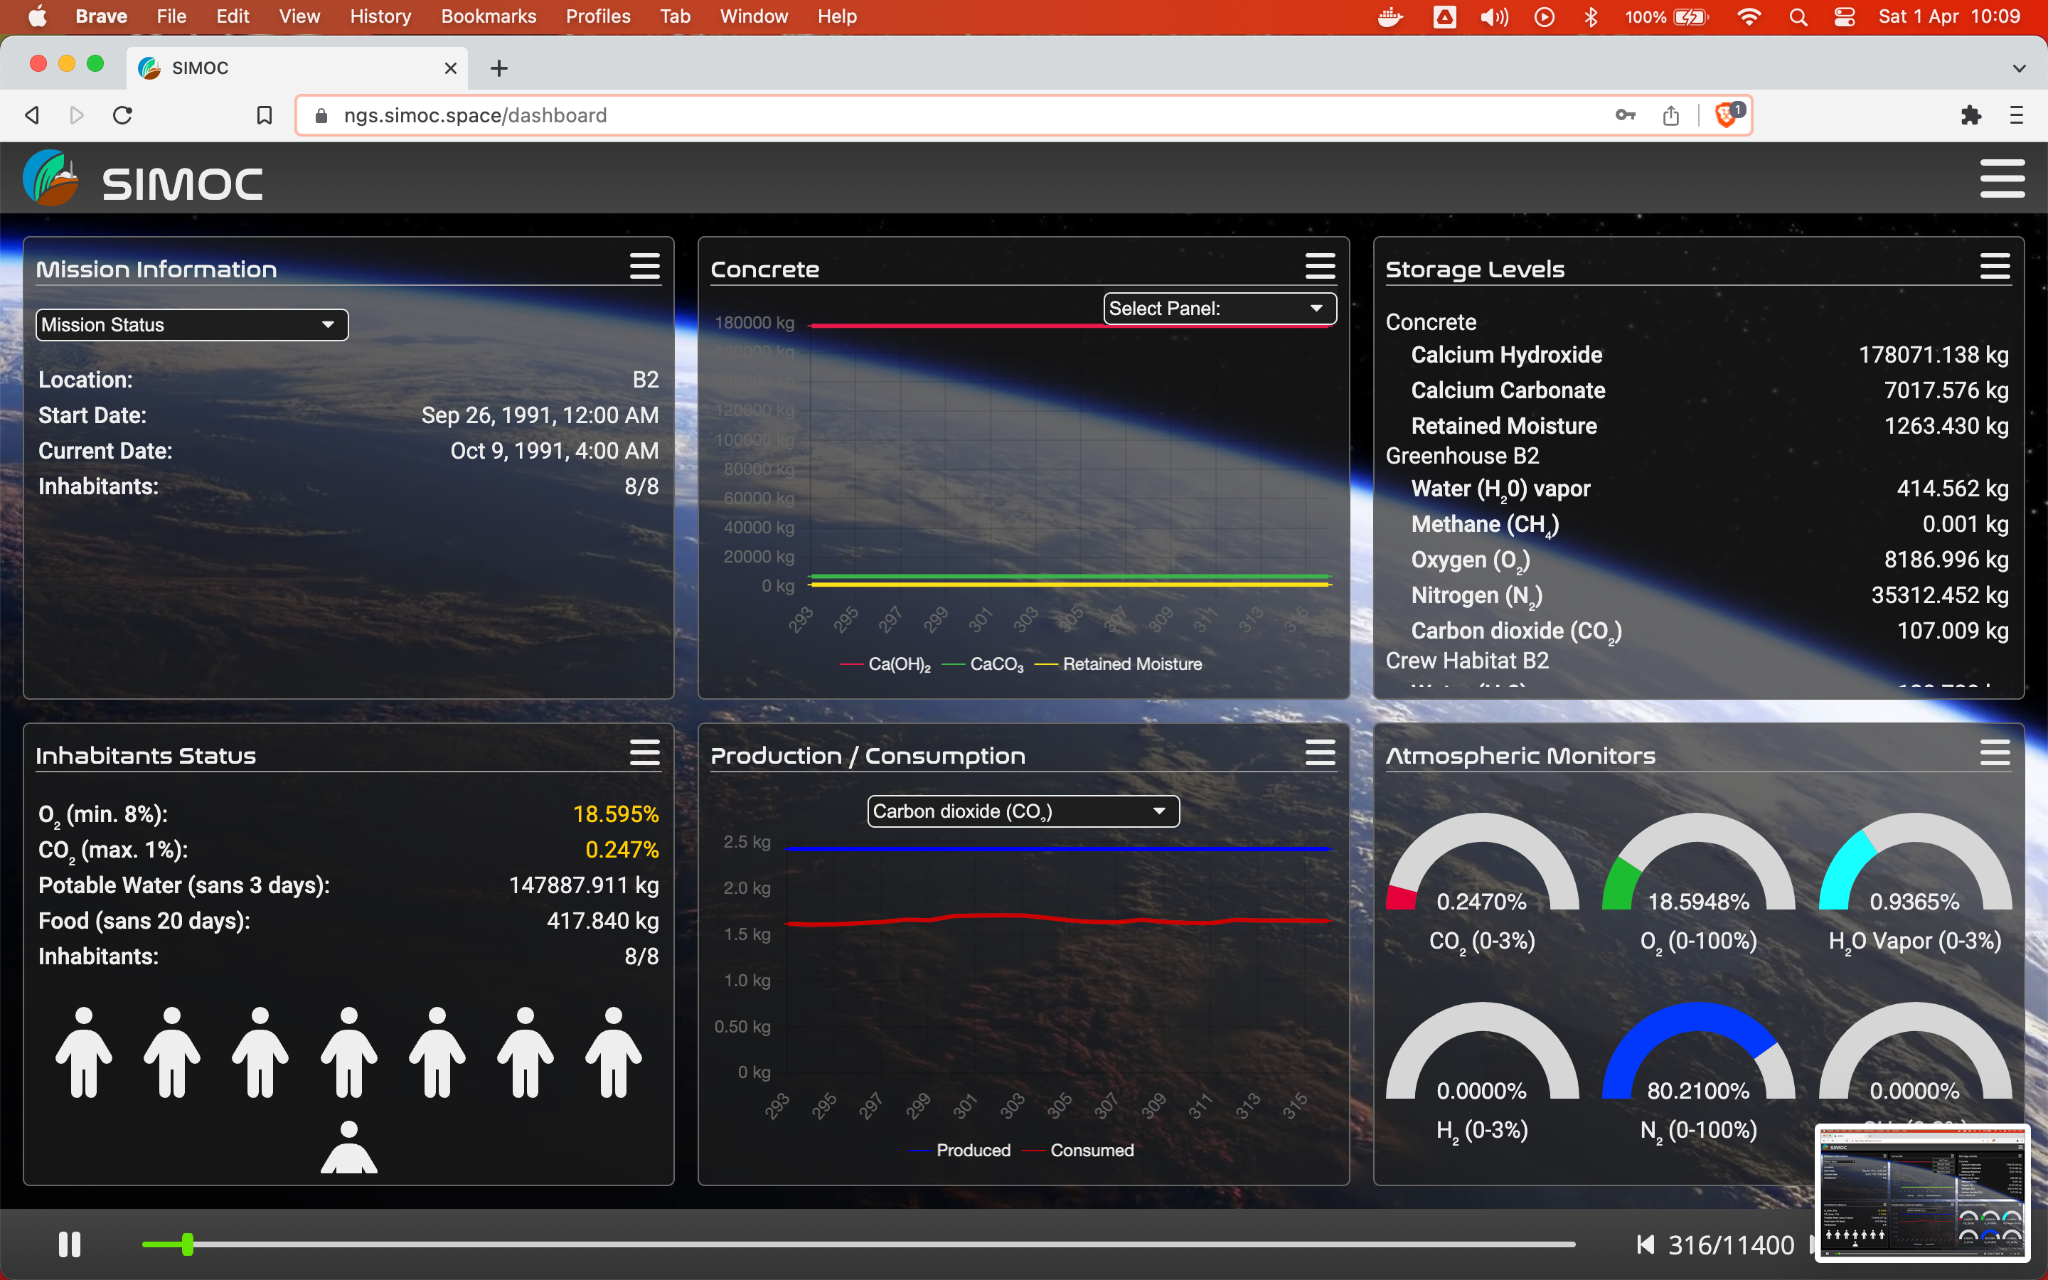 Brave File Edit View History Bookmarks Profiles Tab Window Help 100% Sat 1 Apr 10:09
SIMOC
ngs.simoc.space/dashboard 1
SIMOC
Mission Information
Mission Status
Location: B2
Start Date: Sep 26, 1991, 12:00 AM
Current Date: Oct 9, 1991, 4:00 AM
Inhabitants: 8/8
Concrete
Select Panel:
180000 kg
160000 kg
120000 kg
100000 kg
80000 kg
60000 kg
40000 kg
20000 kg
0 kg
293 295 297 299 301 303 305 307 309 311 313 315
Ca(OH)₂ CaCO₃ Retained Moisture
Storage Levels
Concrete
Calcium Hydroxide 178071.138 kg
Calcium Carbonate 7017.576 kg
Retained Moisture 1263.430 kg
Greenhouse B2
Water (H₂0) vapor 414.562 kg
Methane (CH₄) 0.001 kg
Oxygen (O₂) 8186.996 kg
Nitrogen (N₂) 35312.452 kg
Carbon dioxide (CO₂) 107.009 kg
Crew Habitat B2
Inhabitants Status
O₂ (min. 8%): 18.595%
CO₂ (max. 1%): 0.247%
Potable Water (sans 3 days): 147887.911 kg
Food (sans 20 days): 417.840 kg
Inhabitants: 8/8
Production / Consumption
Carbon dioxide (CO₂)
2.5 kg
2.0 kg
1.5 kg
1.0 kg
0.50 kg
0 kg
293 295 297 299 301 303 305 307 309 311 313 315
Produced Consumed
Atmospheric Monitors
0.2470% 18.5948% 0.9365%
CO₂ (0-3%) O₂ (0-100%) H₂O Vapor (0-3%)
0.0000% 80.2100% 0.0000%
H₂ (0-3%) N₂ (0-100%)
316/11400